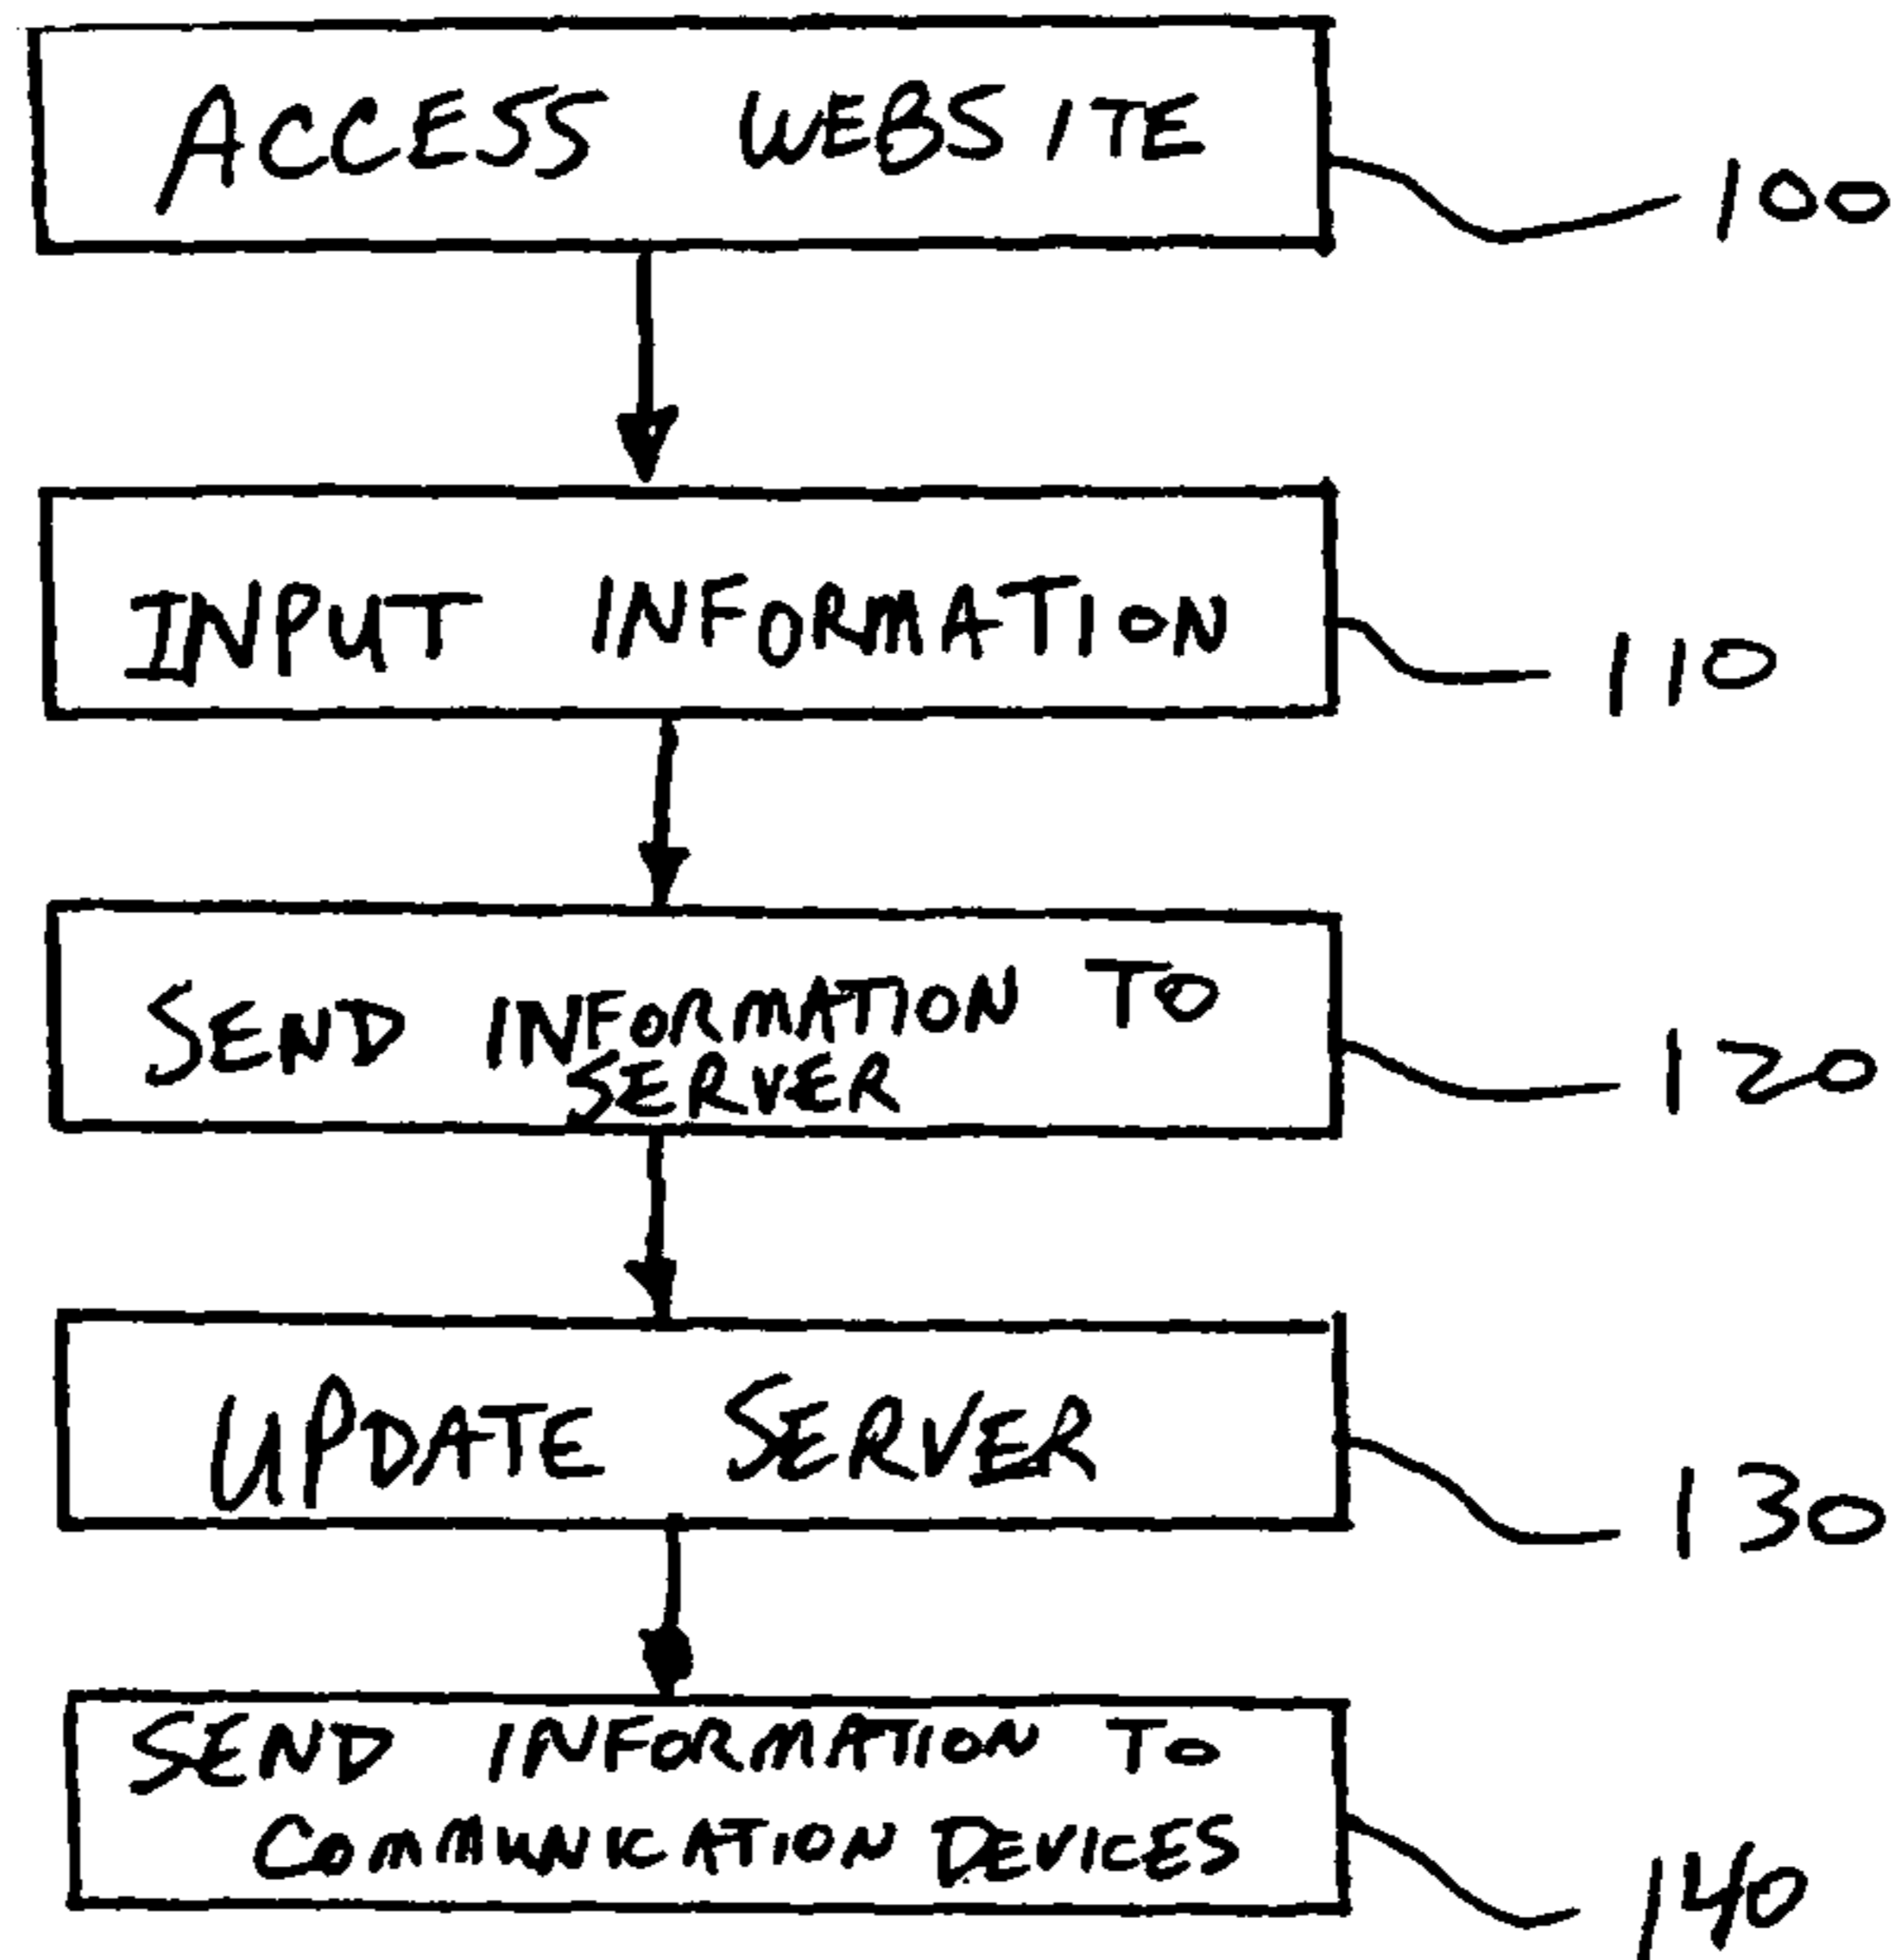 ACCESS WEBSITE
100
INPUT INFORMATION
110
SEND INFORMATION TO
SERVER
120
UPDATE SERVER
130
SEND INFORMATION TO
COMMUNICATION DEVICES
140